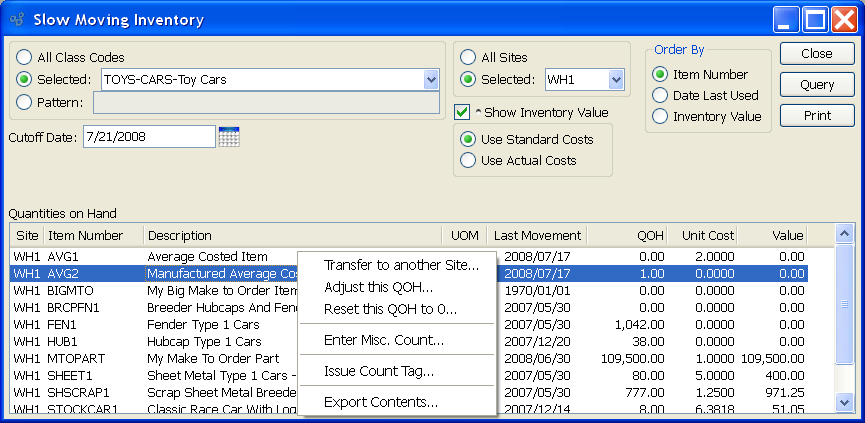 Slow Moving Inventory
All Class Codes
Selected: TOYS-CARS-Toy Cars
Pattern:
Cutoff Date: 7/21/2008
All Sites
Selected: WH1
^ Show Inventory Value
Use Standard Costs
Use Actual Costs
Order By
Item Number
Date Last Used
Inventory Value
Close
Query
Print
Quantities on Hand
Site Item Number Description UOM Last Movement QOH Unit Cost Value
WH1 AVG1 Average Costed Item 2008/07/17 0.00 2.0000 0.00
WH1 AVG2 Manufactured Average Cos 2008/07/17 1.00 0.0000 0.00
WH1 BIGMTO My Big Make to Order Item 1970/01/01 0.00 0.0000 0.00
WH1 BRCPFN1 Breeder Hubcaps And Fend 2007/05/30 0.00 0.0000 0.00
WH1 FEN1 Fender Type 1 Cars 2007/05/30 1,042.00 0.0000 0.00
WH1 HUB1 Hubcap Type 1 Cars 2007/12/20 38.00 0.0000 0.00
WH1 MTOPART My Make To Order Part 2008/06/30 109,500.00 1.0000 109,500.00
WH1 SHEET1 Sheet Metal Type 1 Cars - 2007/05/30 80.00 5.0000 400.00
WH1 SHSCRAP1 Scrap Sheet Metal Breede 2007/05/30 777.00 1.2500 971.25
WH1 STOCKCAR1 Classic Race Car With Log 2007/12/14 8.00 6.3818 51.05
Transfer to another Site...
Adjust this QOH...
Reset this QOH to 0...
Enter Misc. Count...
Issue Count Tag...
Export Contents...